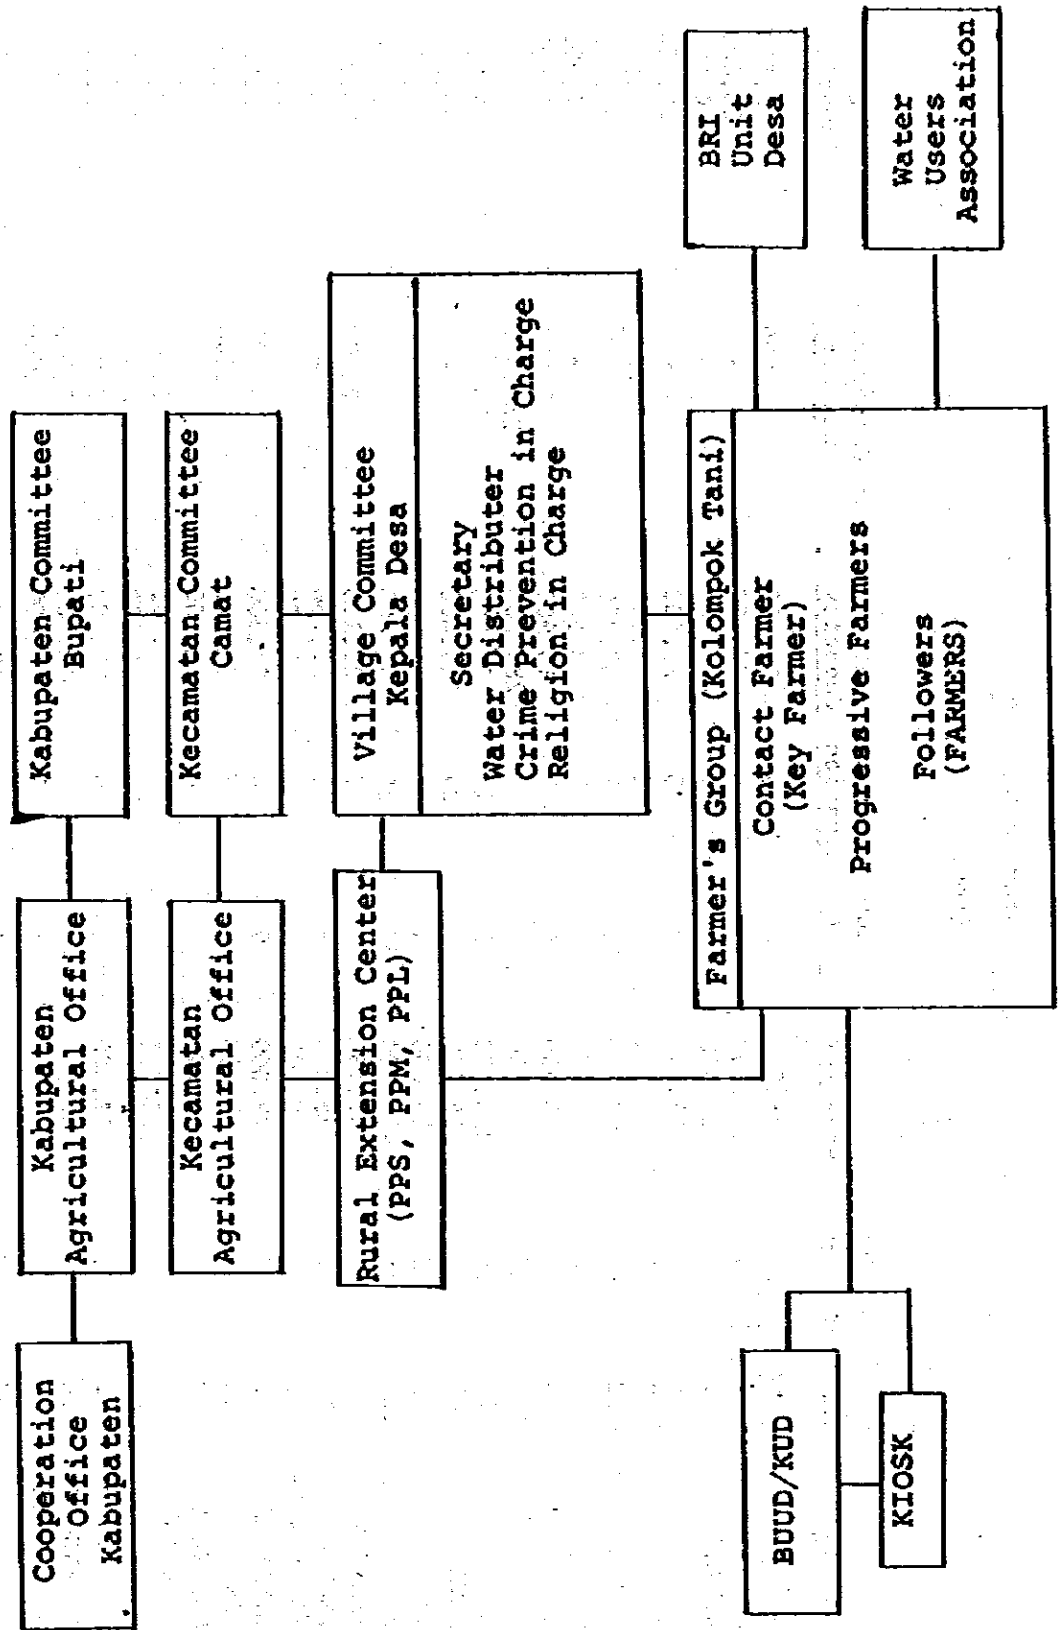 Cooperation
Office
Kabupaten
Kabupaten
Agricultural Office
Kabupaten Committee
Bupati
Kecamatan
Agricultural Office
Kecamatan Committee
Camat
Rural Extension Center
(PPS, PPM, PPL)
Village Committee
Kepala Desa
Secretary
Water Distributer
Crime Prevention in Charge
Religion in Charge
BRI
Unit
Desa
Water
Users
Association
Farmer's Group (Kolompok Tani)
Contact Farmer
(Key Farmer)
Progressive Farmers
Followers
(FARMERS)
BUUD/KUD
KIOSK